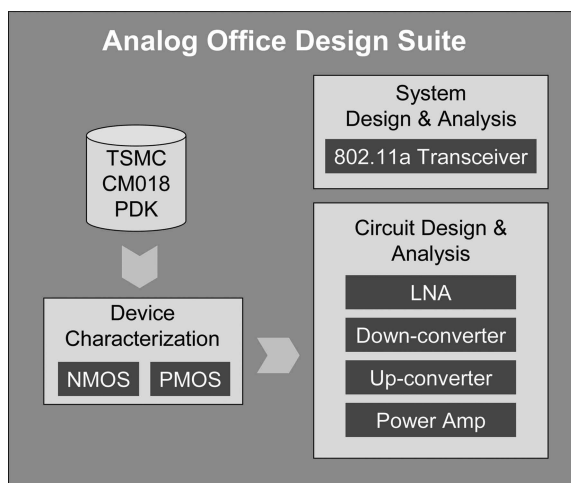 Analog Office Design Suite
TSMC
CM018
PDK
Device
Characterization
NMOS PMOS
System
Design & Analysis
802.11a Transceiver
Circuit Design &
Analysis
LNA
Down-converter
Up-converter
Power Amp